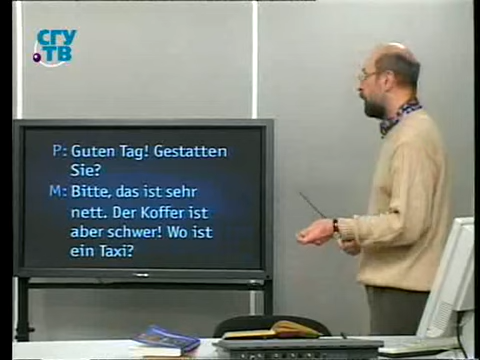 СГУ
ТВ
P: Guten Tag! Gestatten
Sie?
M: Bitte, das ist sehr
nett. Der Koffer ist
aber schwer! Wo ist
ein Taxi?